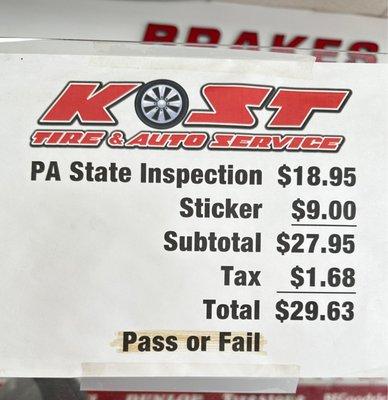 BRAKES
KOST
TIRE & AUTO SERVICE
PA State Inspection $18.95
Sticker $9.00
Subtotal $27.95
Tax $1.68
Total $29.63
Pass or Fail
DUNLOP